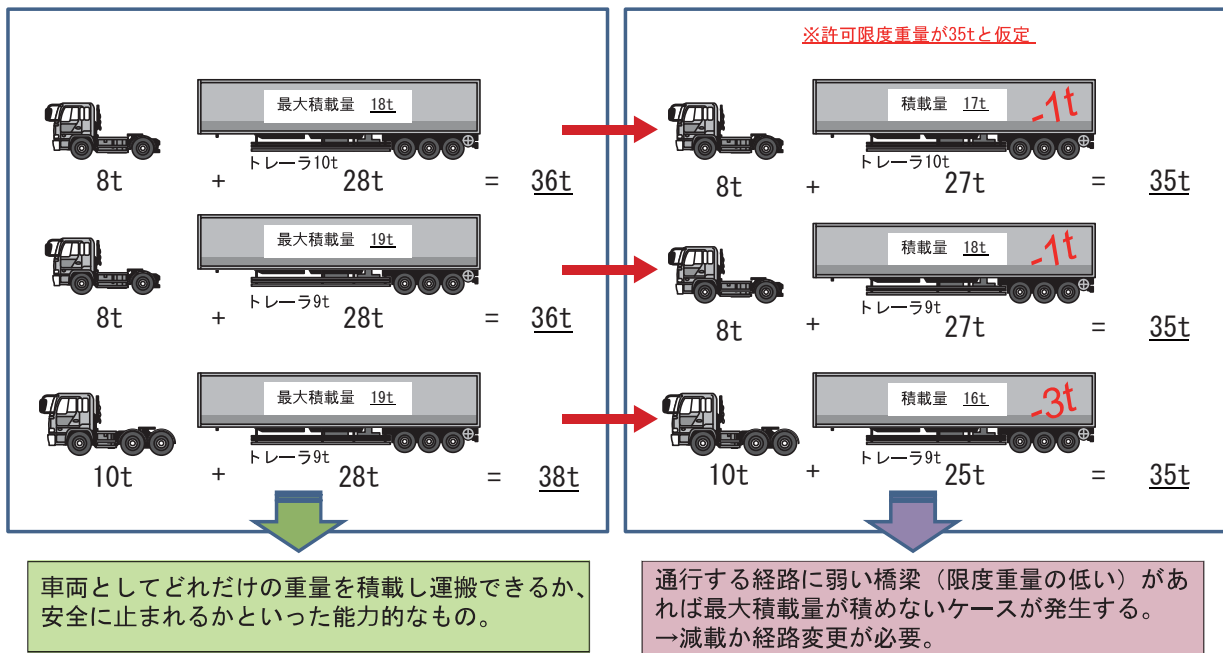 ※許可限度重量が35tと仮定
最大積載量 18t
トレーラ10t
8t + 28t = 36t
最大積載量 19t
トレーラ9t
8t + 28t = 36t
最大積載量 19t
トレーラ9t
10t + 28t = 38t
積載量 17t
-1t
トレーラ10t
8t + 27t = 35t
積載量 18t
-1t
トレーラ9t
8t + 27t = 35t
積載量 16t
-3t
トレーラ9t
10t + 25t = 35t
車両としてどれだけの重量を積載し運搬できるか、
安全に止まれるかといった能力的なもの。
通行する経路に弱い橋梁（限度重量の低い）があ
れば最大積載量が積めないケースが発生する。
→減載か経路変更が必要。